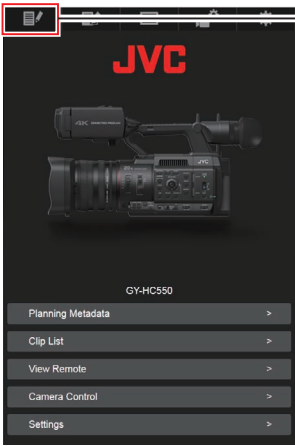 JVC
4K
JVC
GY-HC550
Planning Metadata >
Clip List >
View Remote >
Camera Control >
Settings >